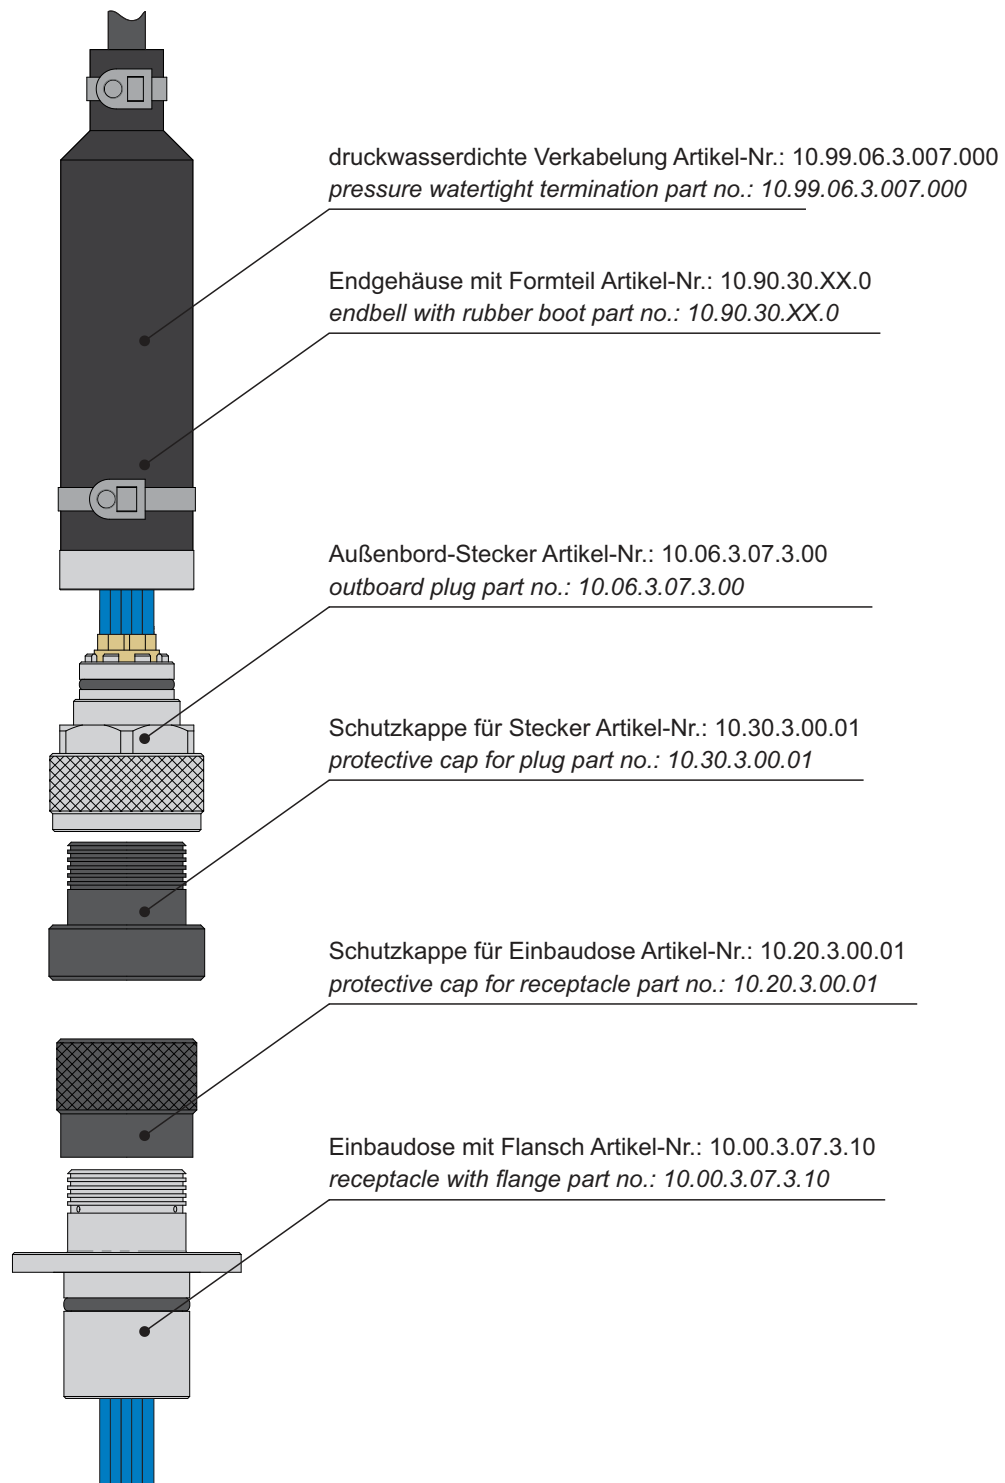 druckwasserdichte Verkabelung Artikel-Nr.: 10.99.06.3.007.000
pressure watertight termination part no.: 10.99.06.3.007.000
Endgehäuse mit Formteil Artikel-Nr.: 10.90.30.XX.0
endbell with rubber boot part no.: 10.90.30.XX.0
Außenbord-Stecker Artikel-Nr.: 10.06.3.07.3.00
outboard plug part no.: 10.06.3.07.3.00
Schutzkappe für Stecker Artikel-Nr.: 10.30.3.00.01
protective cap for plug part no.: 10.30.3.00.01
Schutzkappe für Einbaudose Artikel-Nr.: 10.20.3.00.01
protective cap for receptacle part no.: 10.20.3.00.01
Einbaudose mit Flansch Artikel-Nr.: 10.00.3.07.3.10
receptacle with flange part no.: 10.00.3.07.3.10